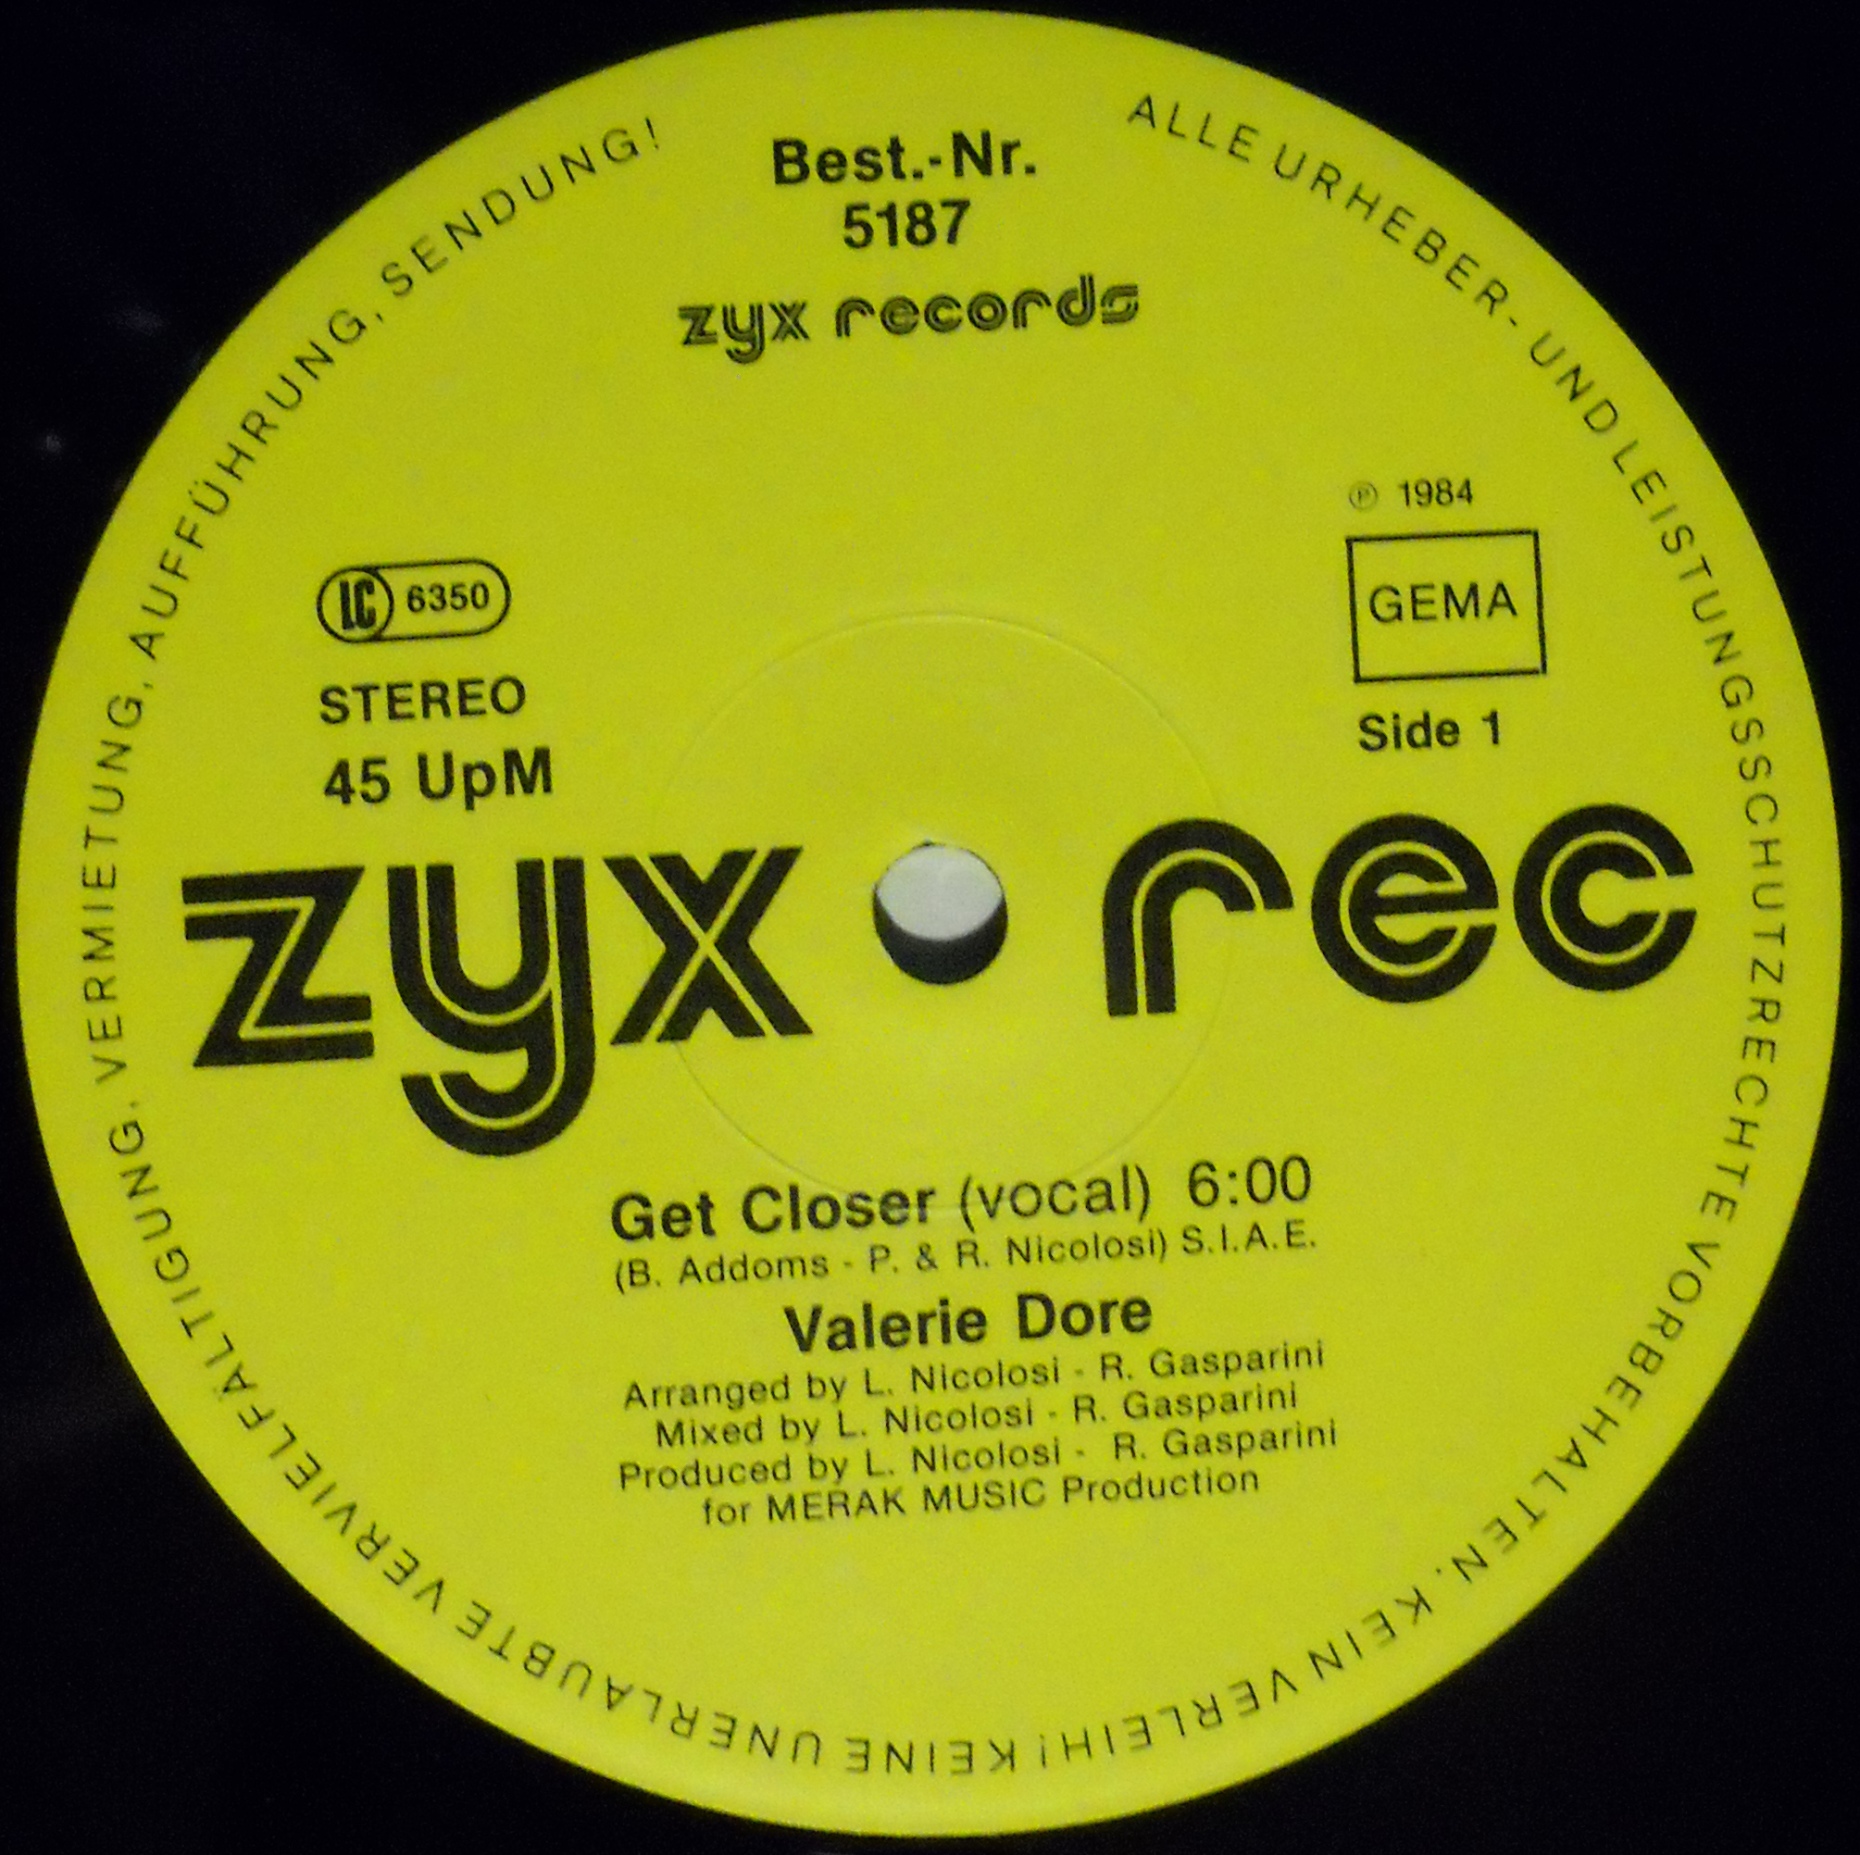 Best.-Nr.
5187
zyx records
℗ 1984
GEMA
Side 1
LC 6350
STEREO
45 UpM
zyx rec
Get Closer (vocal) 6:00
(B. Addoms - P. & R. Nicolosi) S.I.A.E.
Valerie Dore
Arranged by L. Nicolosi - R. Gasparini
Mixed by L. Nicolosi - R. Gasparini
Produced by L. Nicolosi - R. Gasparini
for MERAK MUSIC Production
ALLE URHEBER- UND LEISTUNGSSCHUTZRECHTE VORBEHALTEN. KEIN VERLEIH! KEINE UNERLAUBTE VERVIELFÄLTIGUNG, VERMIETUNG, AUFFÜHRUNG, SENDUNG!